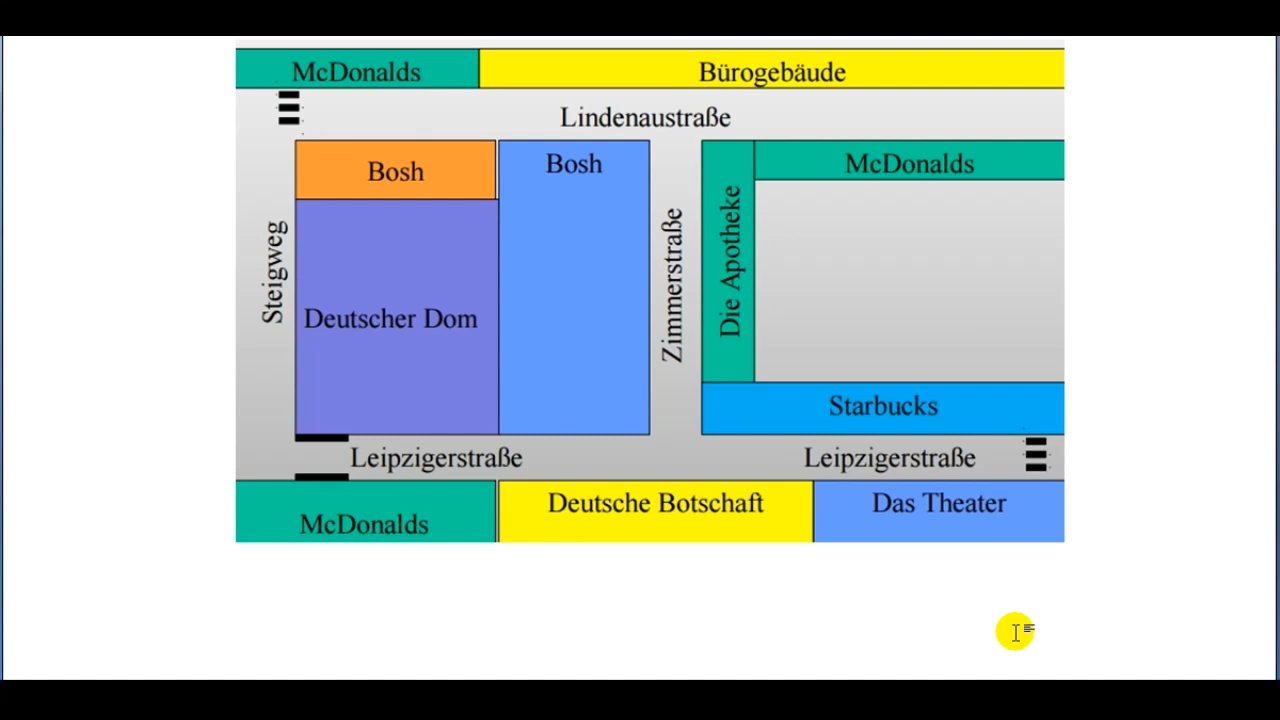 McDonalds
Bürogebäude
Lindenaustraße
Bosh
Bosh
McDonalds
Steigweg
Deutscher Dom
Zimmerstraße
Die Apotheke
Starbucks
Leipzigerstraße
Leipzigerstraße
McDonalds
Deutsche Botschaft
Das Theater